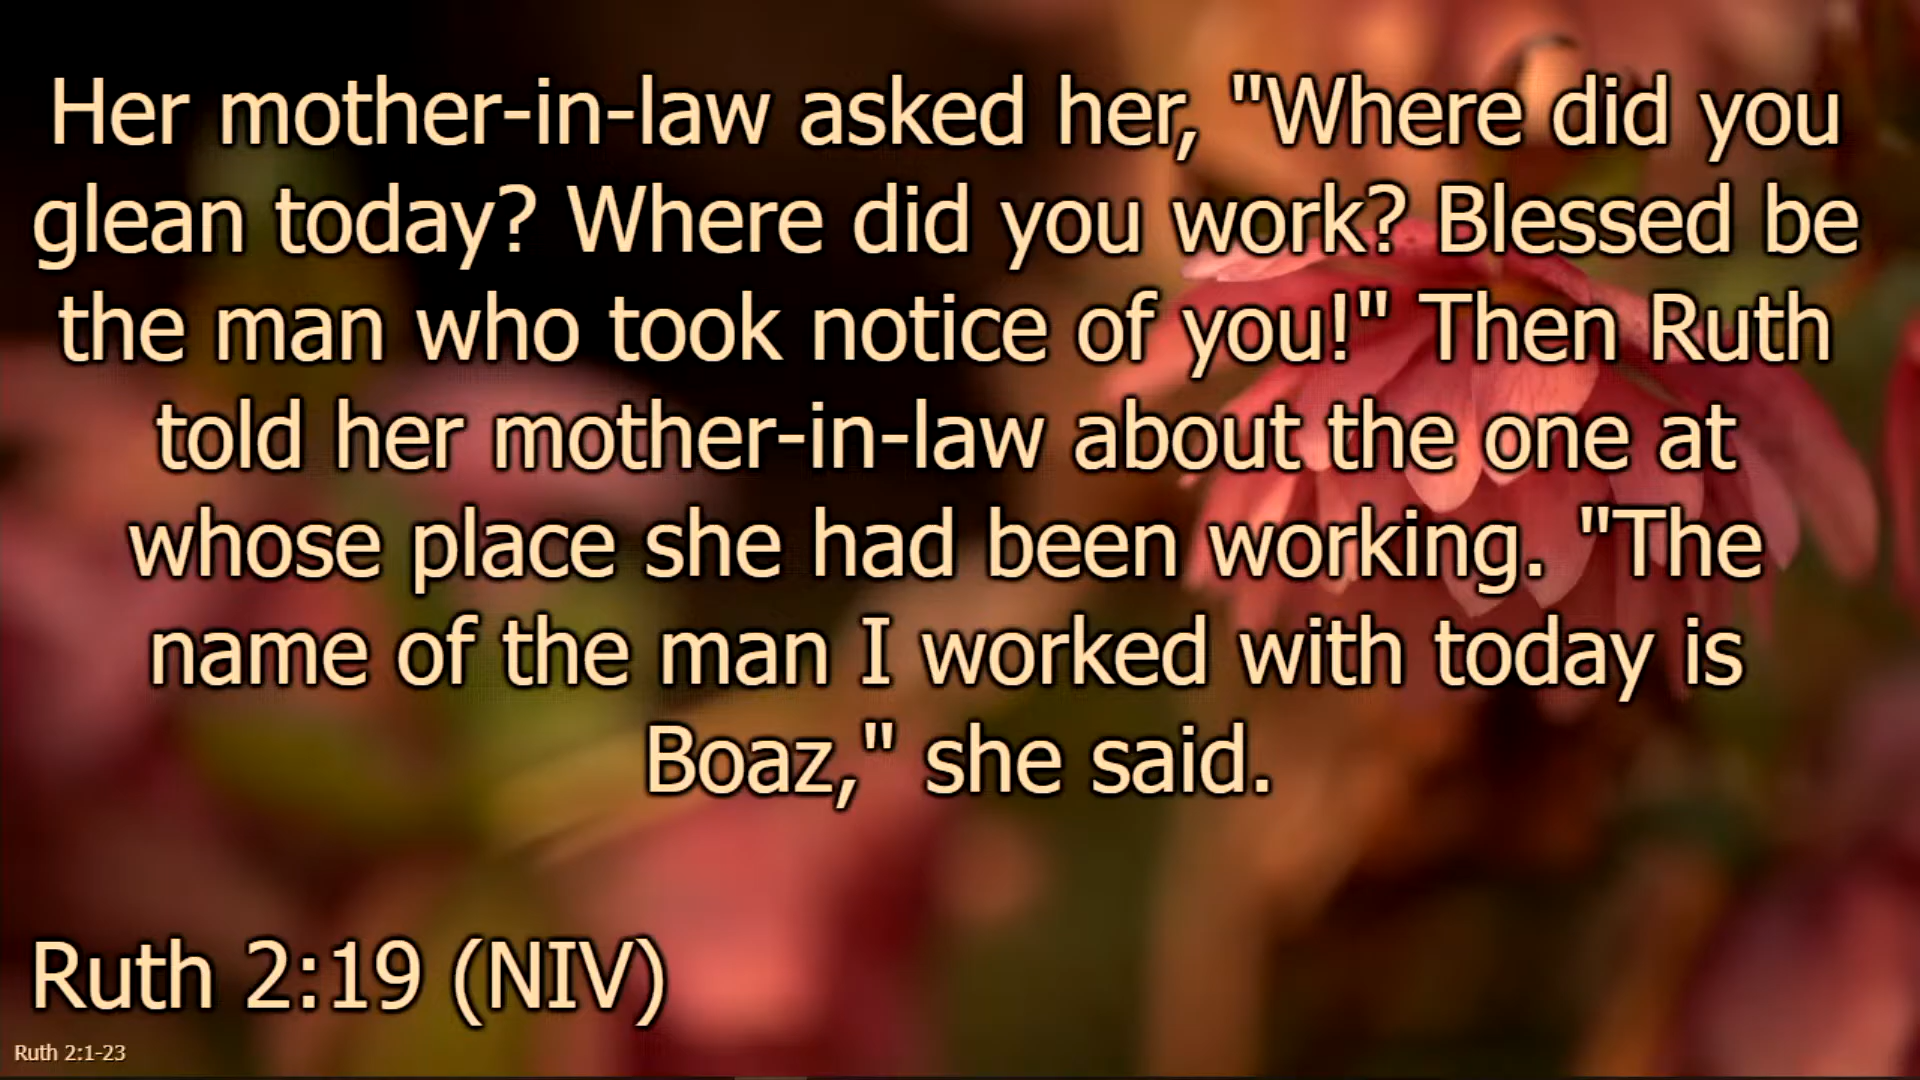 Her mother-in-law asked her, "Where did you
glean today? Where did you work? Blessed be
the man who took notice of you!" Then Ruth
told her mother-in-law about the one at
whose place she had been working. "The
name of the man I worked with today is
Boaz," she said.
Ruth 2:19 (NIV)
Ruth 2:1-23